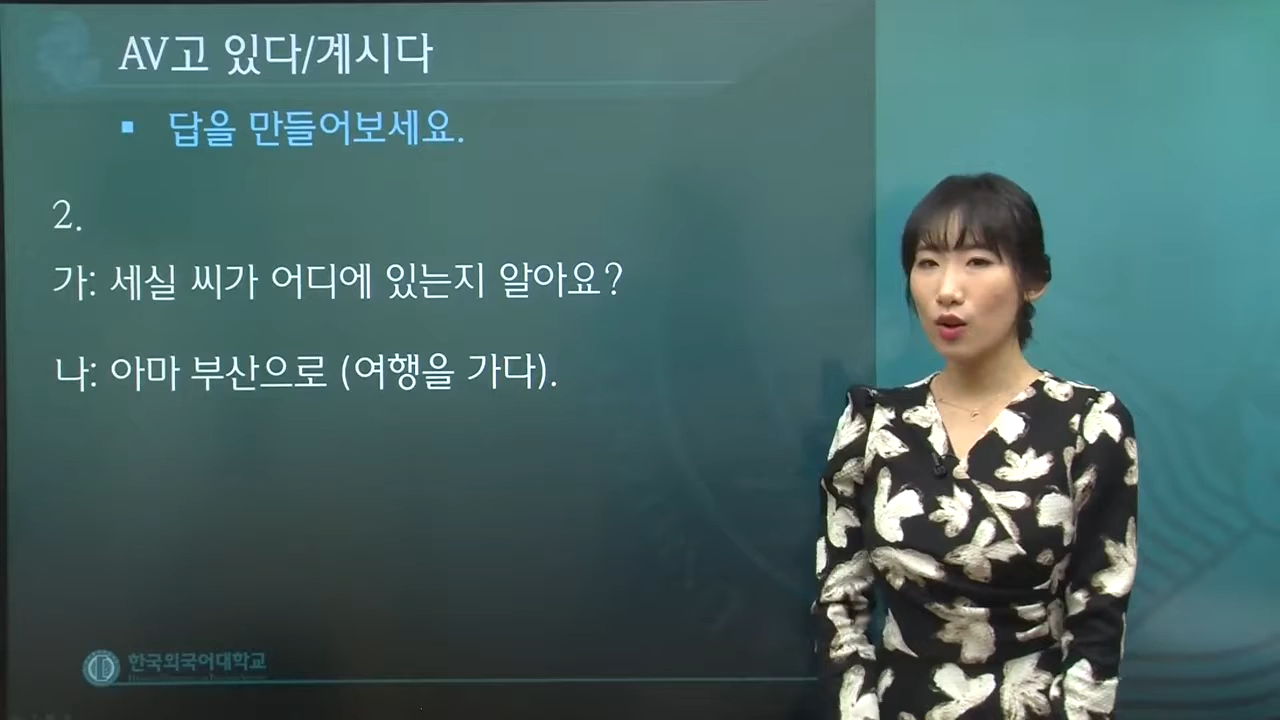 AV고 있다/계시다
▪ 답을 만들어보세요.
2.
가: 세실 씨가 어디에 있는지 알아요?
나: 아마 부산으로 (여행을 가다).
한국외국어대학교